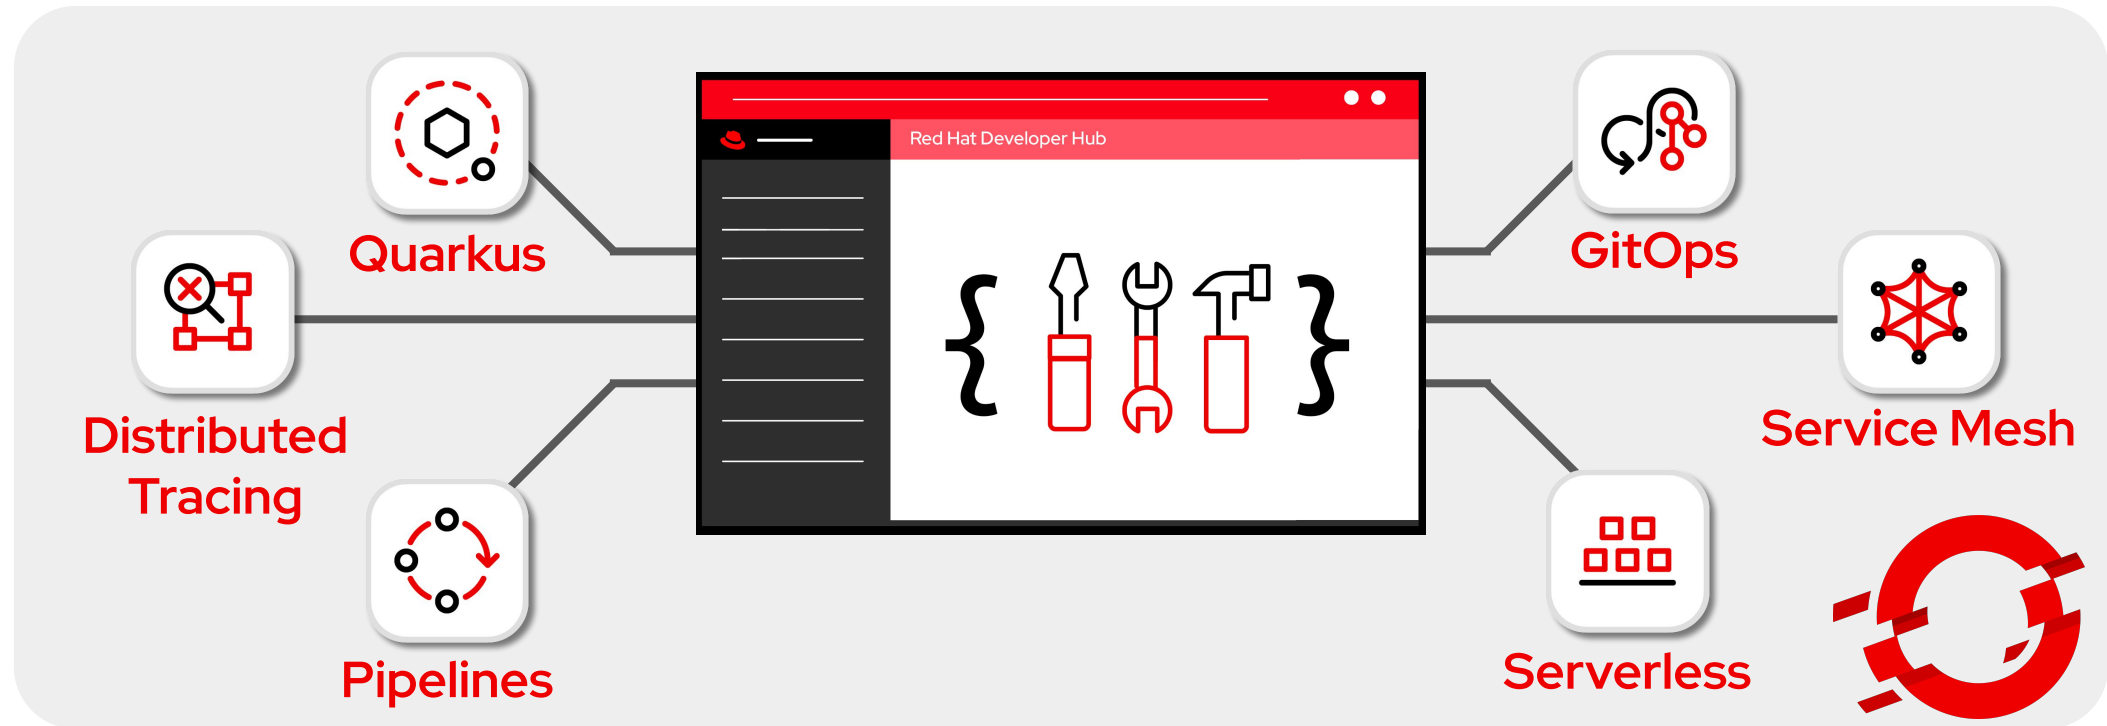 Red Hat Developer Hub
Quarkus
GitOps
Distributed
Tracing
Service Mesh
Pipelines
Serverless